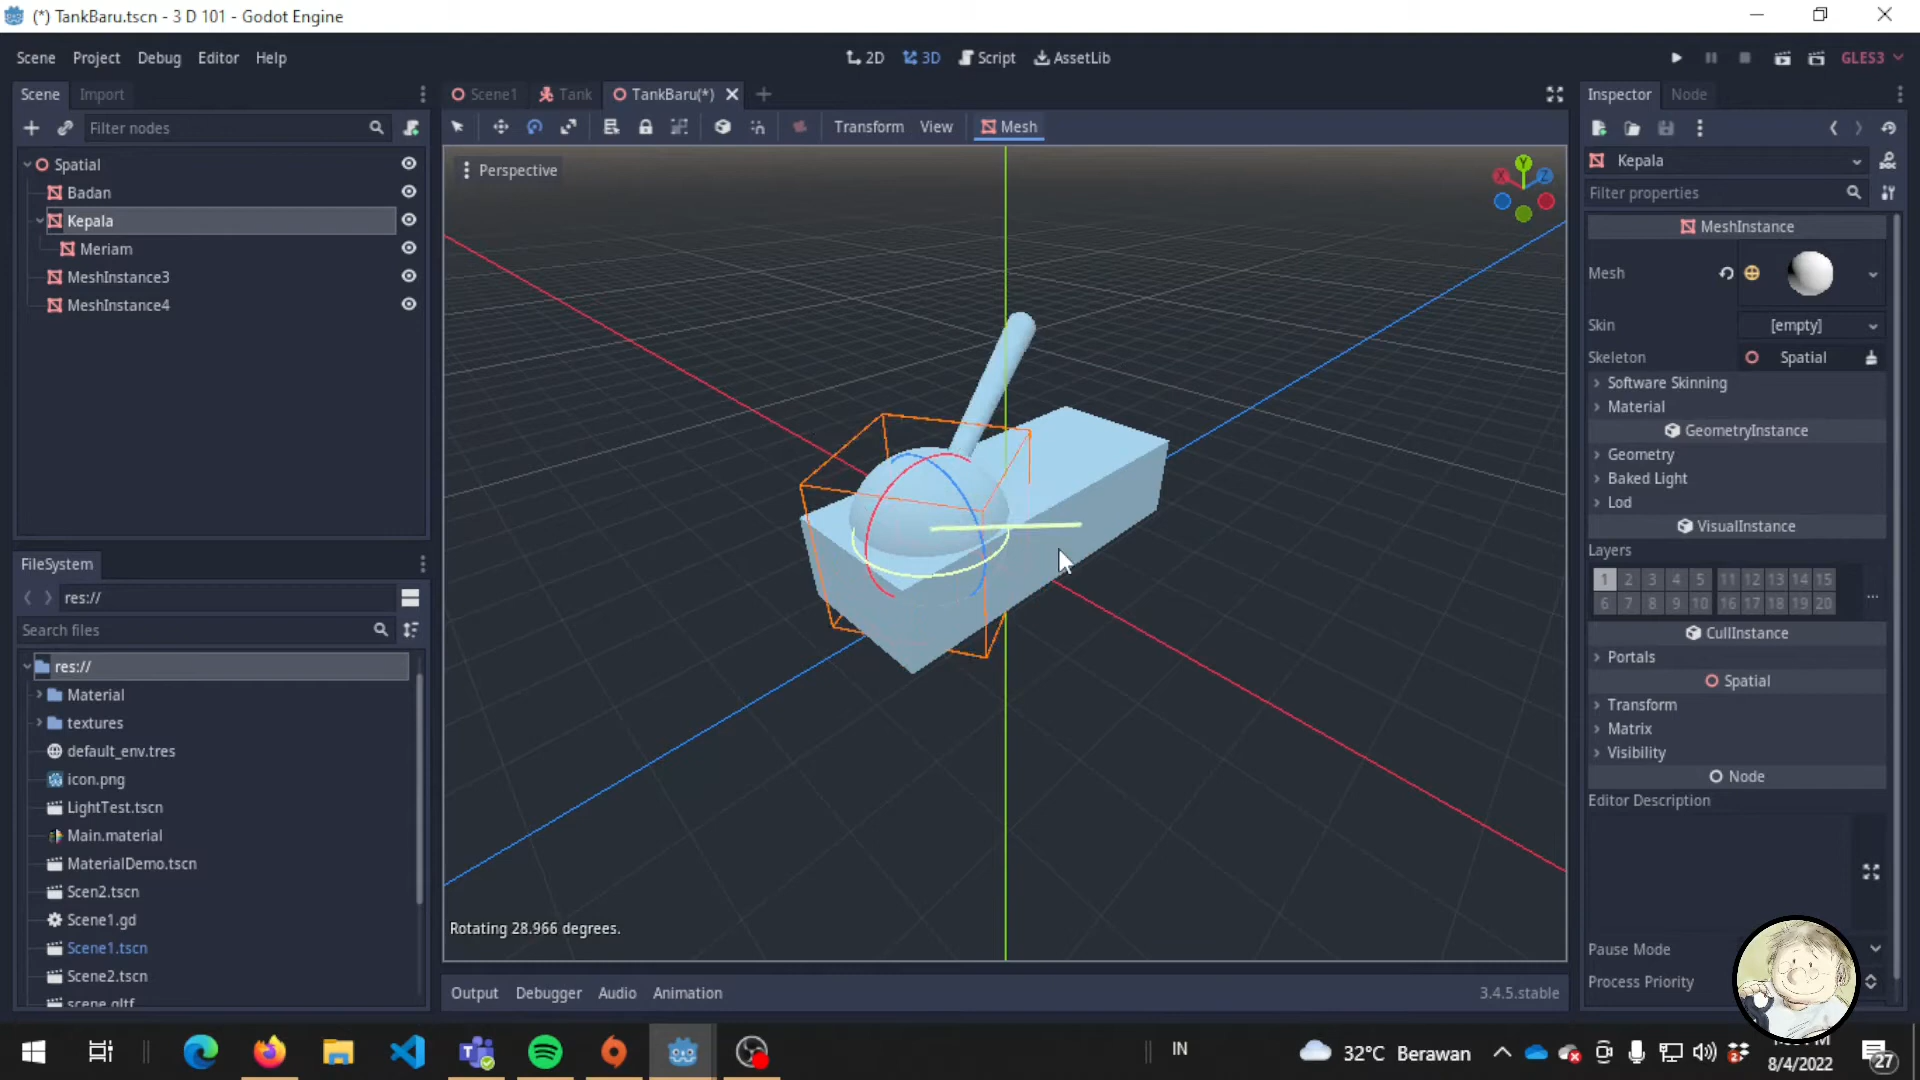 (*) TankBaru.tscn - 3 D 101 - Godot Engine
Scene Project Debug Editor Help
2D 3D Script AssetLib
GLES3
Scene Import
Scene1 Tank TankBaru(*)
Inspector Node
Filter nodes
Transform View Mesh
Spatial
Badan
Kepala
Meriam
MeshInstance3
MeshInstance4
Perspective
Y
X
Z
Rotating 28.966 degrees.
Kepala
Filter properties
MeshInstance
Mesh
Skin [empty]
Skeleton Spatial
Software Skinning
Material
GeometryInstance
Geometry
Baked Light
Lod
VisualInstance
Layers
1 2 3 4 5 11 12 13 14 15
6 7 8 9 10 16 17 18 19 20
...
CullInstance
Portals
Spatial
Transform
Matrix
Visibility
Node
Editor Description
Pause Mode
Process Priority
FileSystem
res://
Search files
res://
Material
textures
default_env.tres
icon.png
LightTest.tscn
Main.material
MaterialDemo.tscn
Scen2.tscn
Scene1.gd
Scene1.tscn
Scene2.tscn
scene.gltf
Output Debugger Audio Animation
3.4.5.stable
IN
32°C Berawan
8/4/2022
27